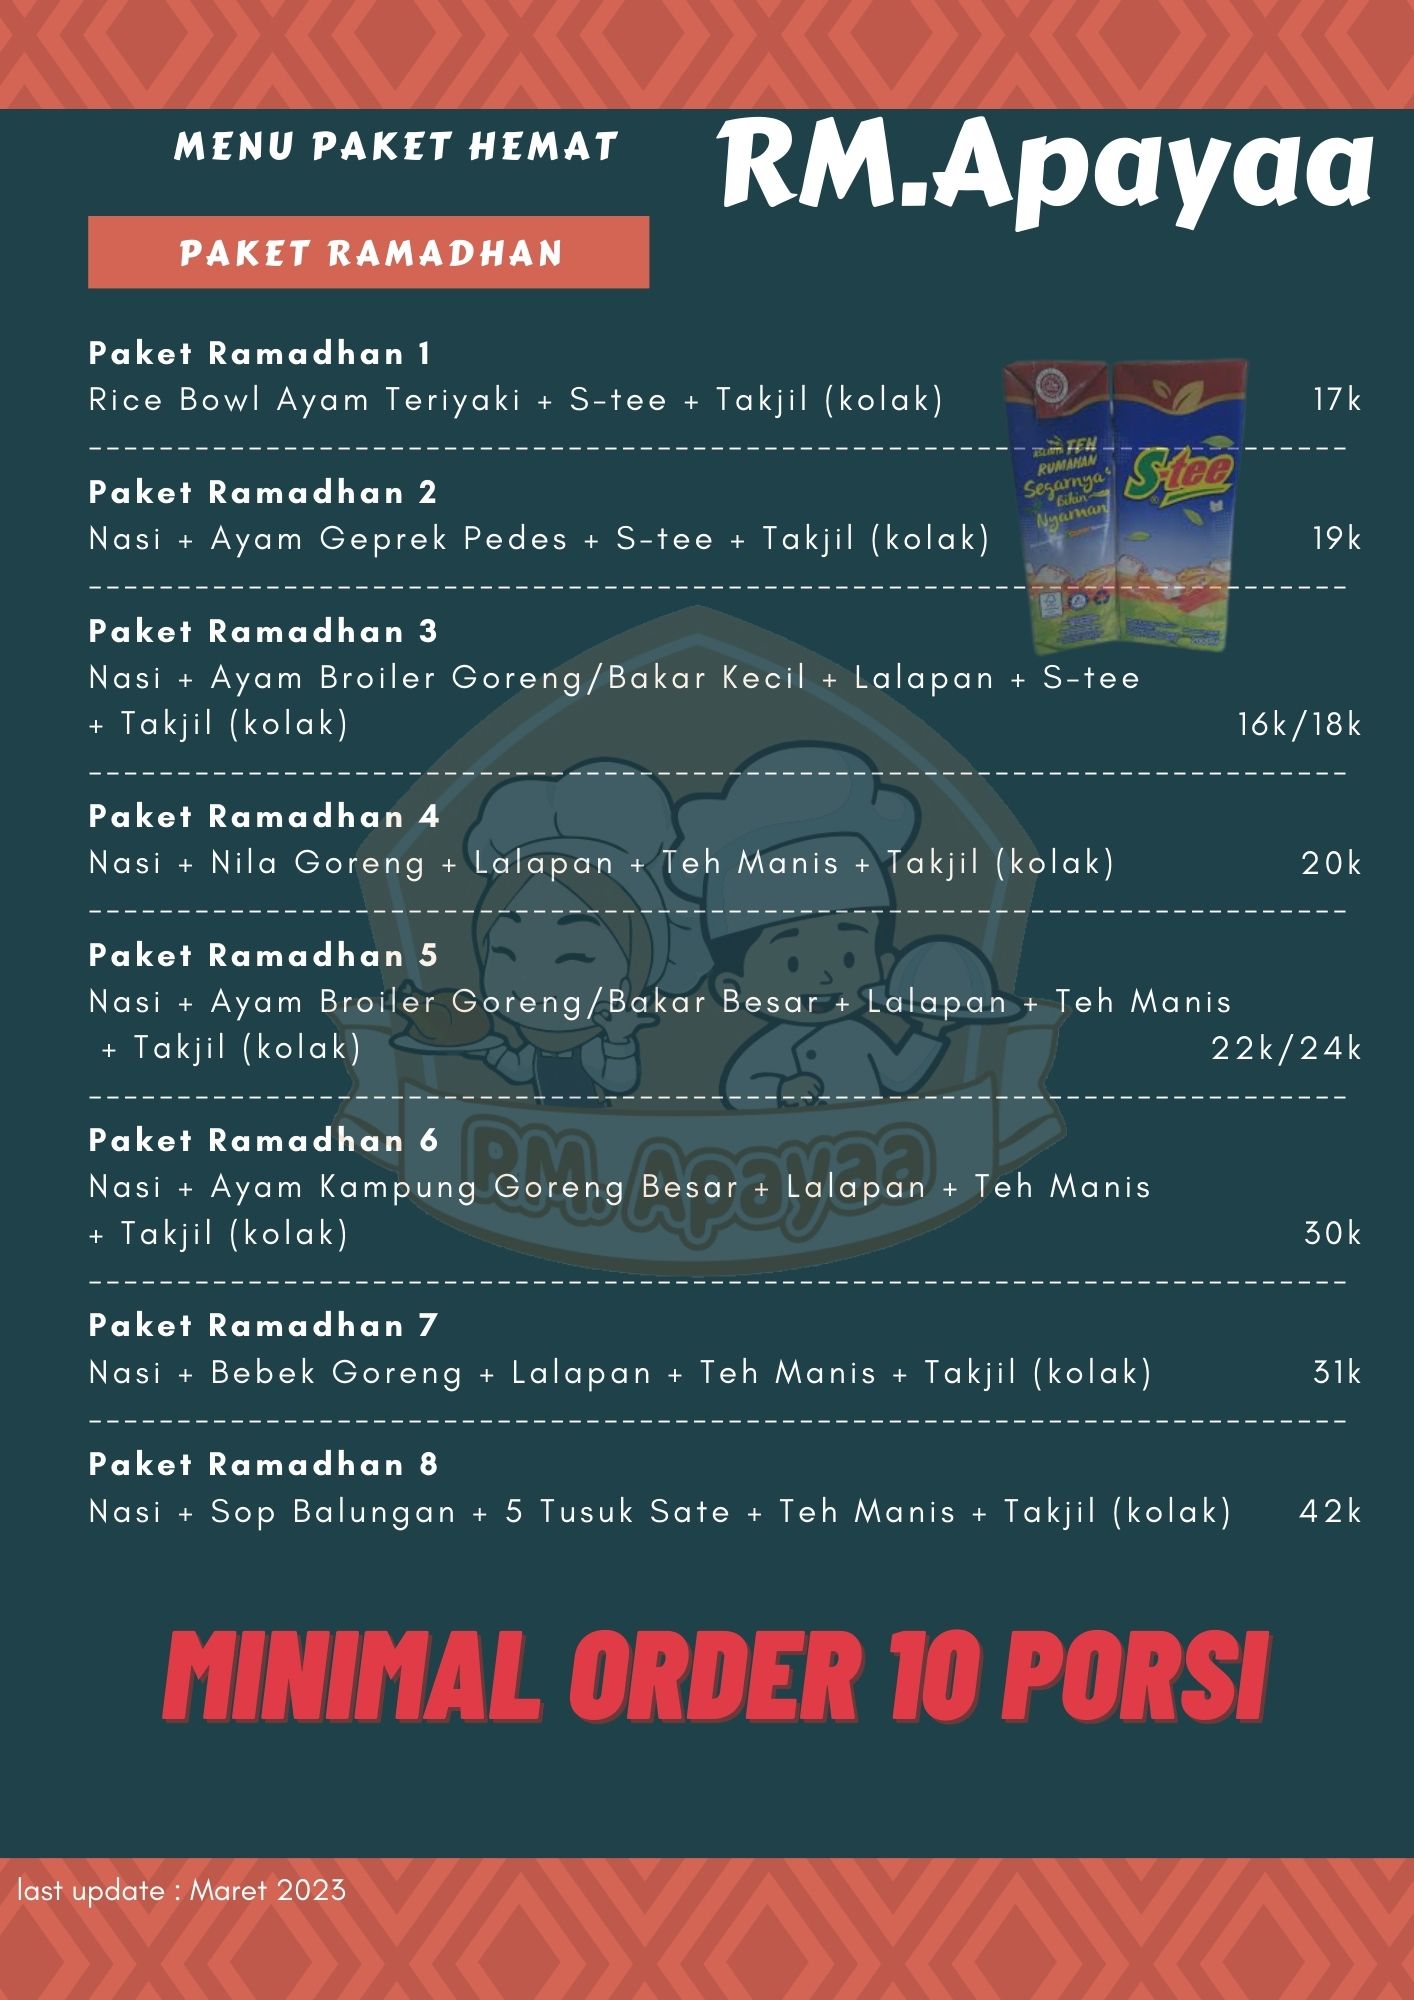 MENU PAKET HEMAT
RM.Apayaa
PAKET RAMADHAN
Paket Ramadhan 1
Rice Bowl Ayam Teriyaki + S-tee + Takjil (kolak) 17k
Paket Ramadhan 2
Nasi + Ayam Geprek Pedes + S-tee + Takjil (kolak) 19k
TEH
RUMAHAN
Segarnya
Bikin
Nyaman
S-tee
Paket Ramadhan 3
Nasi + Ayam Broiler Goreng/Bakar Kecil + Lalapan + S-tee
+ Takjil (kolak) 16k/18k
Paket Ramadhan 4
Nasi + Nila Goreng + Lalapan + Teh Manis + Takjil (kolak) 20k
Paket Ramadhan 5
Nasi + Ayam Broiler Goreng/Bakar Besar + Lalapan + Teh Manis
+ Takjil (kolak) 22k/24k
Paket Ramadhan 6
Nasi + Ayam Kampung Goreng Besar + Lalapan + Teh Manis
+ Takjil (kolak) 30k
RM. Apayaa
Paket Ramadhan 7
Nasi + Bebek Goreng + Lalapan + Teh Manis + Takjil (kolak) 31k
Paket Ramadhan 8
Nasi + Sop Balungan + 5 Tusuk Sate + Teh Manis + Takjil (kolak) 42k
MINIMAL ORDER 10 PORSI
last update : Maret 2023